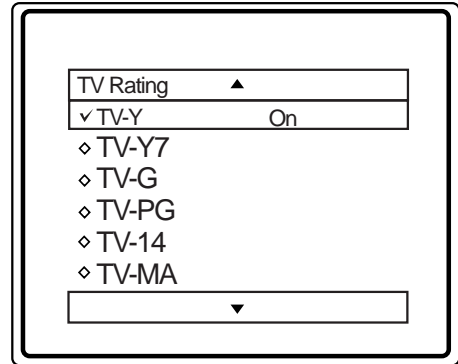 TV Rating ▲
✓ TV-Y On
◇ TV-Y7
◇ TV-G
◇ TV-PG
◇ TV-14
◇ TV-MA
▼